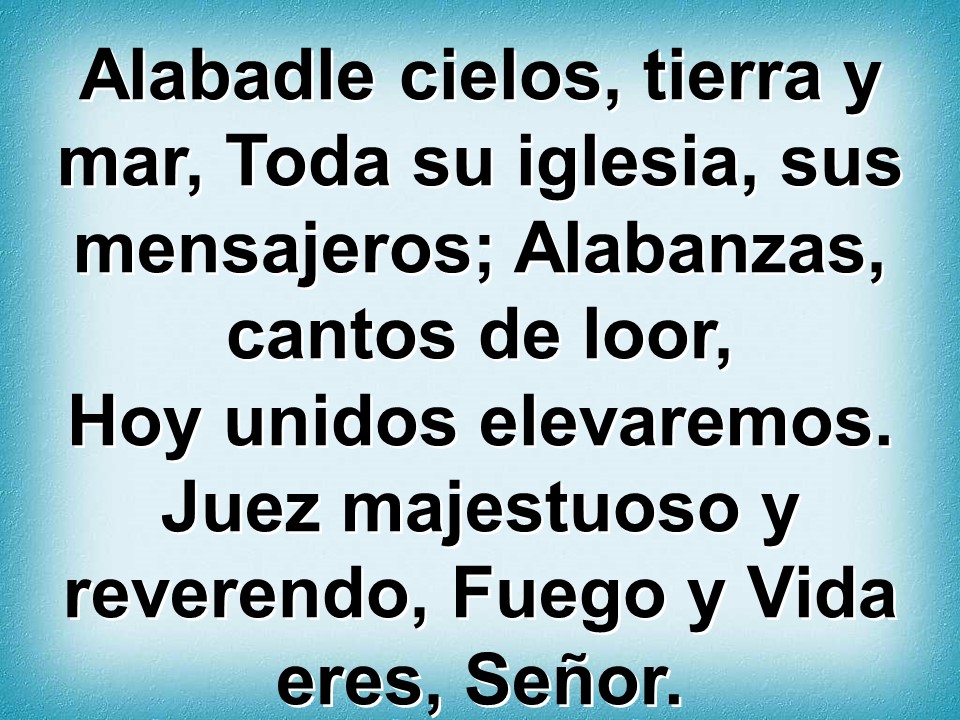 Alabadle cielos, tierra y
mar, Toda su iglesia, sus
mensajeros; Alabanzas,
cantos de loor,
Hoy unidos elevaremos.
Juez majestuoso y
reverendo, Fuego y Vida
eres, Señor.